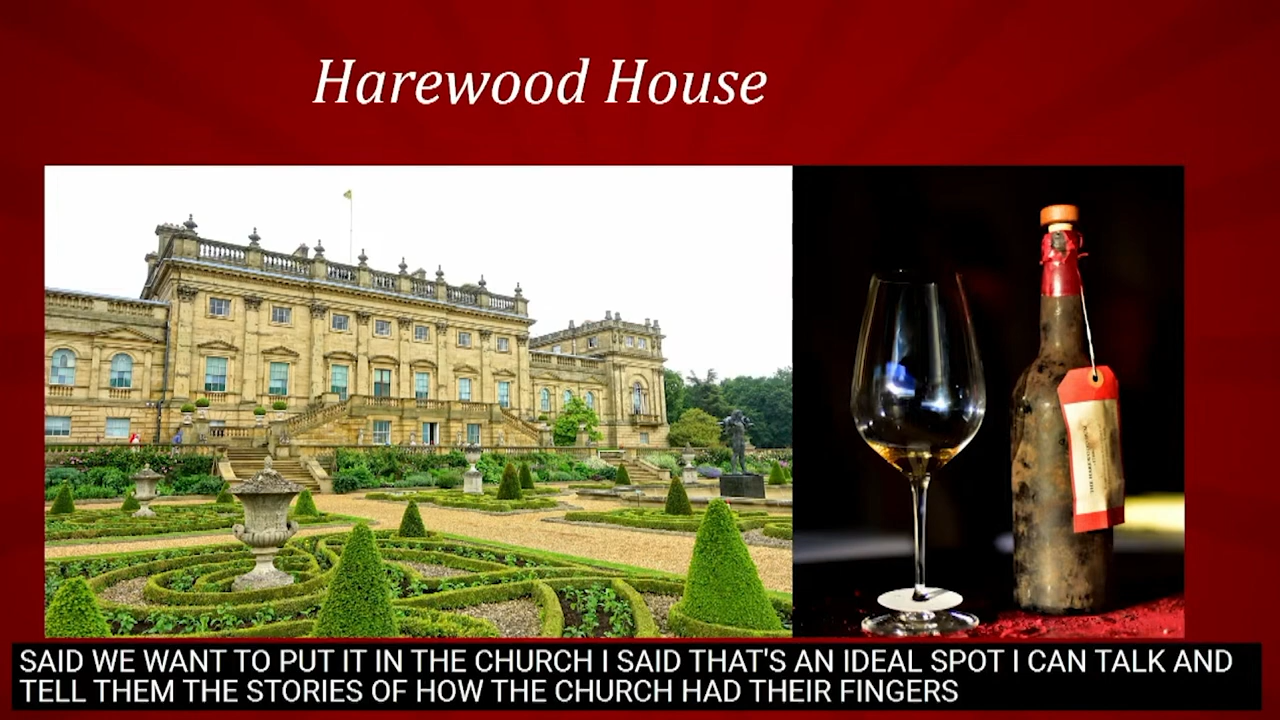 Harewood House
SAID WE WANT TO PUT IT IN THE CHURCH I SAID THAT'S AN IDEAL SPOT I CAN TALK AND
TELL THEM THE STORIES OF HOW THE CHURCH HAD THEIR FINGERS